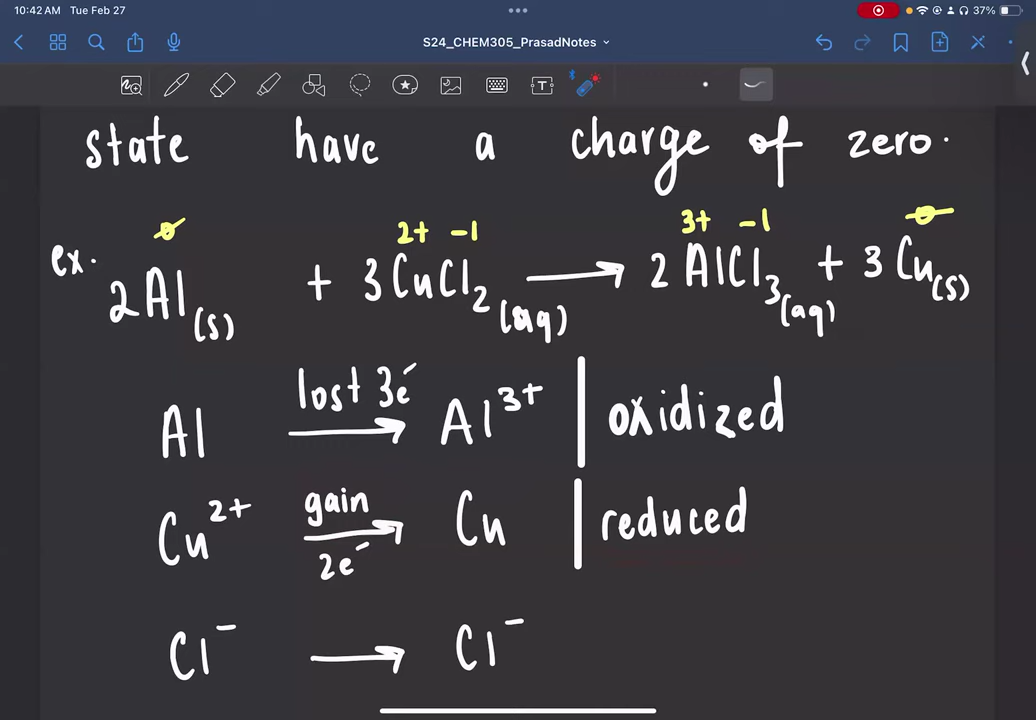 10:42 AM Tue Feb 27
37%
S24_CHEM305_PrasadNotes
state have a charge of zero.
0 2+ -1 3+ -1 0
ex. 2Al(s) + 3CuCl2(aq) → 2AlCl3(aq) + 3Cu(s)
Al lost 3e⁻ → Al³⁺ | oxidized
Cu²⁺ gain 2e⁻ → Cu | reduced
Cl⁻ → Cl⁻